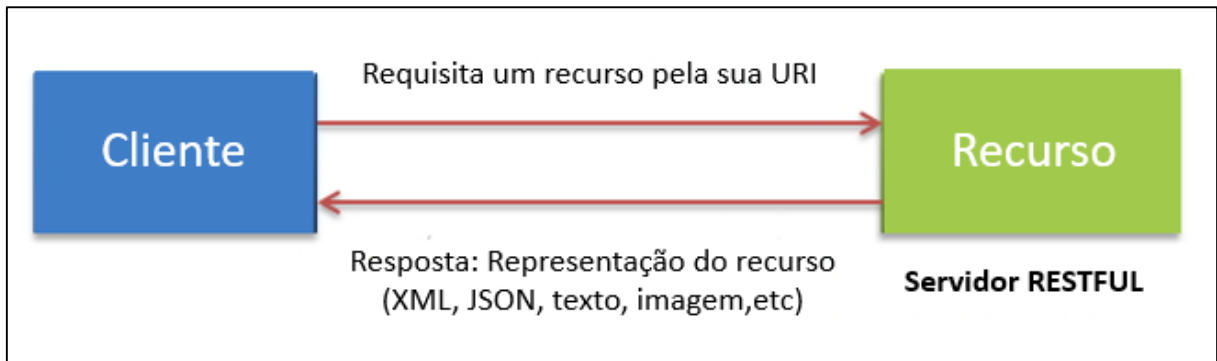 Requisita um recurso pela sua URI
Cliente
Recurso
Resposta: Representação do recurso
(XML, JSON, texto, imagem,etc)
Servidor RESTFUL